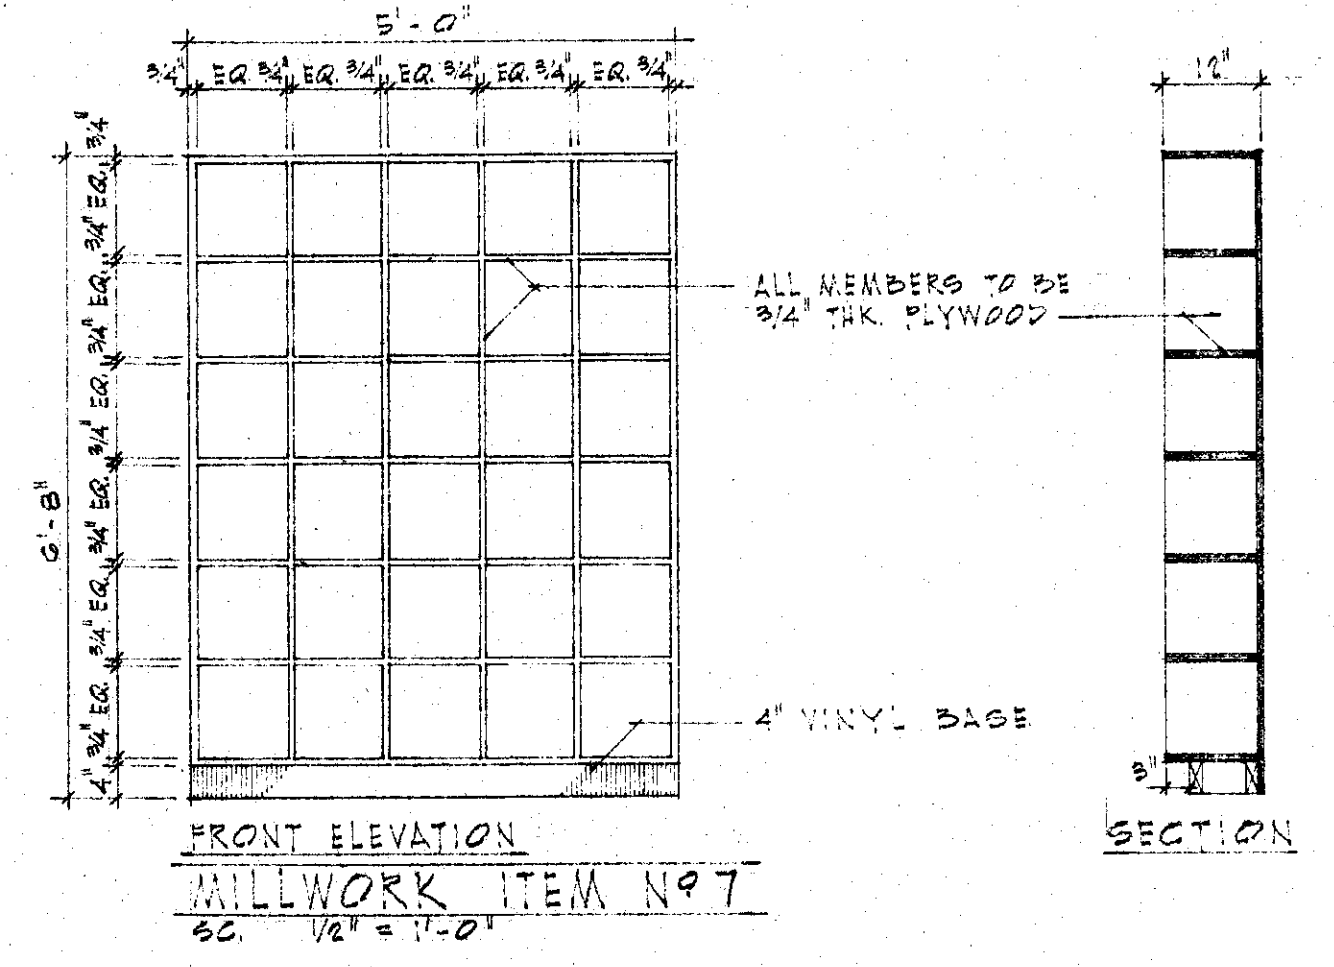 5'-0"
3/4" EQ. 3/4" EQ. 3/4" EQ. 3/4" EQ. 3/4" EQ. 3/4"
12"
6'-8"
4" 3/4" EQ. 3/4" EQ. 3/4" EQ. 3/4" EQ. 3/4" EQ. 3/4" EQ. 3/4"
ALL MEMBERS TO BE
3/4" THK. PLYWOOD
4" VINYL BASE
3"
FRONT ELEVATION
SECTION
MILLWORK ITEM Nº 7
SC. 1/2" = 1'-0"